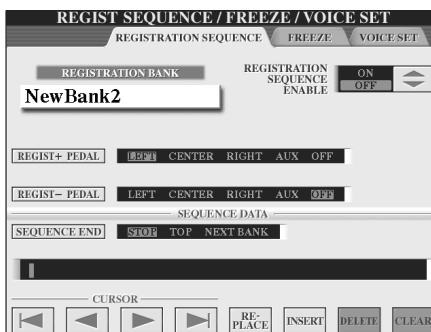 REGIST SEQUENCE / FREEZE / VOICE SET
REGISTRATION SEQUENCE FREEZE VOICE SET
REGISTRATION BANK
NewBank2
REGISTRATION
SEQUENCE
ENABLE
ON
OFF
REGIST+ PEDAL LEFT CENTER RIGHT AUX OFF
REGIST− PEDAL LEFT CENTER RIGHT AUX OFF
SEQUENCE DATA
SEQUENCE END STOP TOP NEXT BANK
CURSOR
RE-
PLACE
INSERT
DELETE
CLEAR